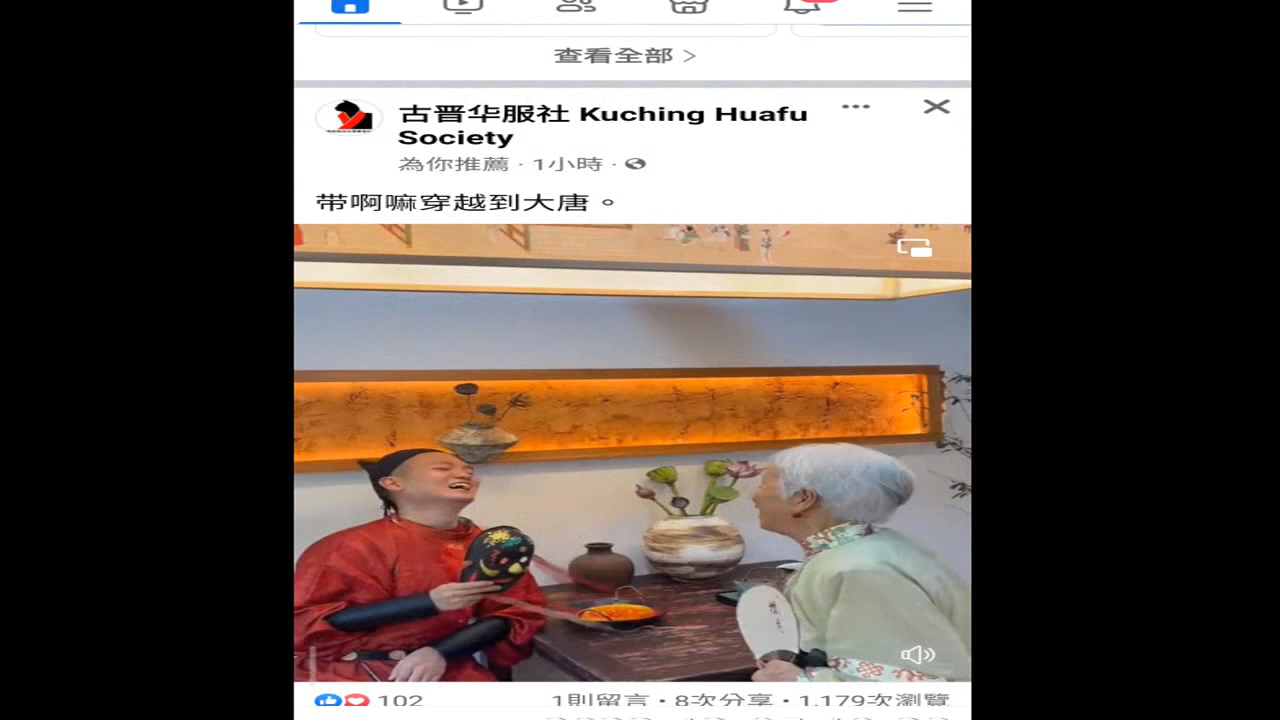 查看全部 >
古晋华服社 Kuching Huafu
Society
為你推薦 · 1小時 ·
带啊嘛穿越到大唐。
102
1則留言 · 8次分享 · 1,179次瀏覽